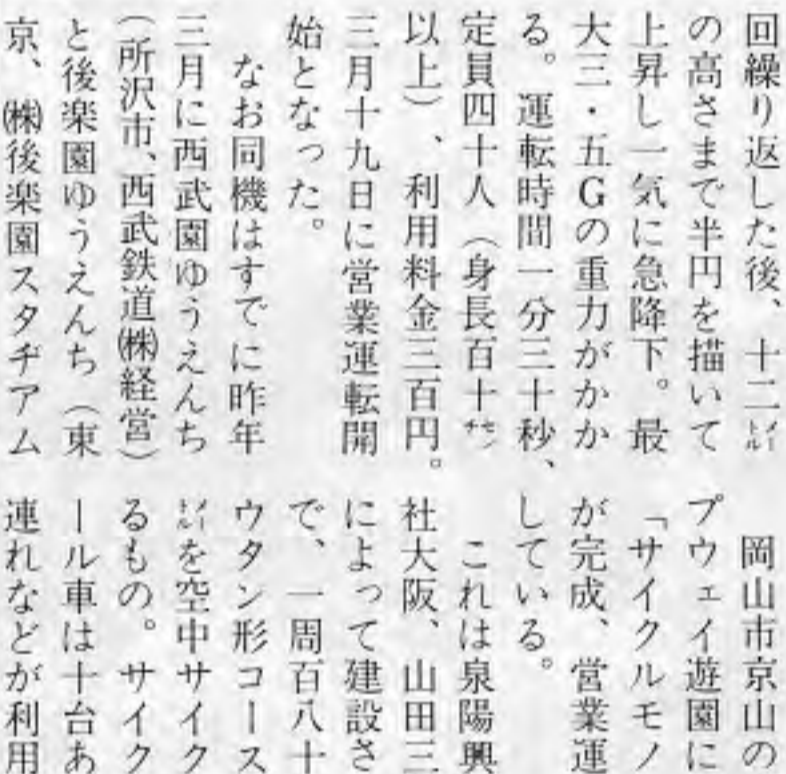 回繰り返した後、十二㍍
の高さまで半円を描いて
上昇し一気に急降下。最
大三・五Gの重力がかか
る。運転時間一分三十秒、
定員四十人（身長百十㌢
以上）、利用料金三百円。
三月十九日に営業運転開
始となった。
なお同機はすでに昨年
三月に西武園ゆうえんち
（所沢市、西武鉄道㈱経営）
と後楽園ゆうえんち（東
京、㈱後楽園スタヂアム
岡山市京山の
プウェイ遊園に
「サイクルモノ
が完成、営業運
している。
これは泉陽興
社大阪、山田三
によって建設さ
で、一周百八十
ウタン形コース
㍍を空中サイク
るもの。サイク
ール車は十台あ
連れなどが利用